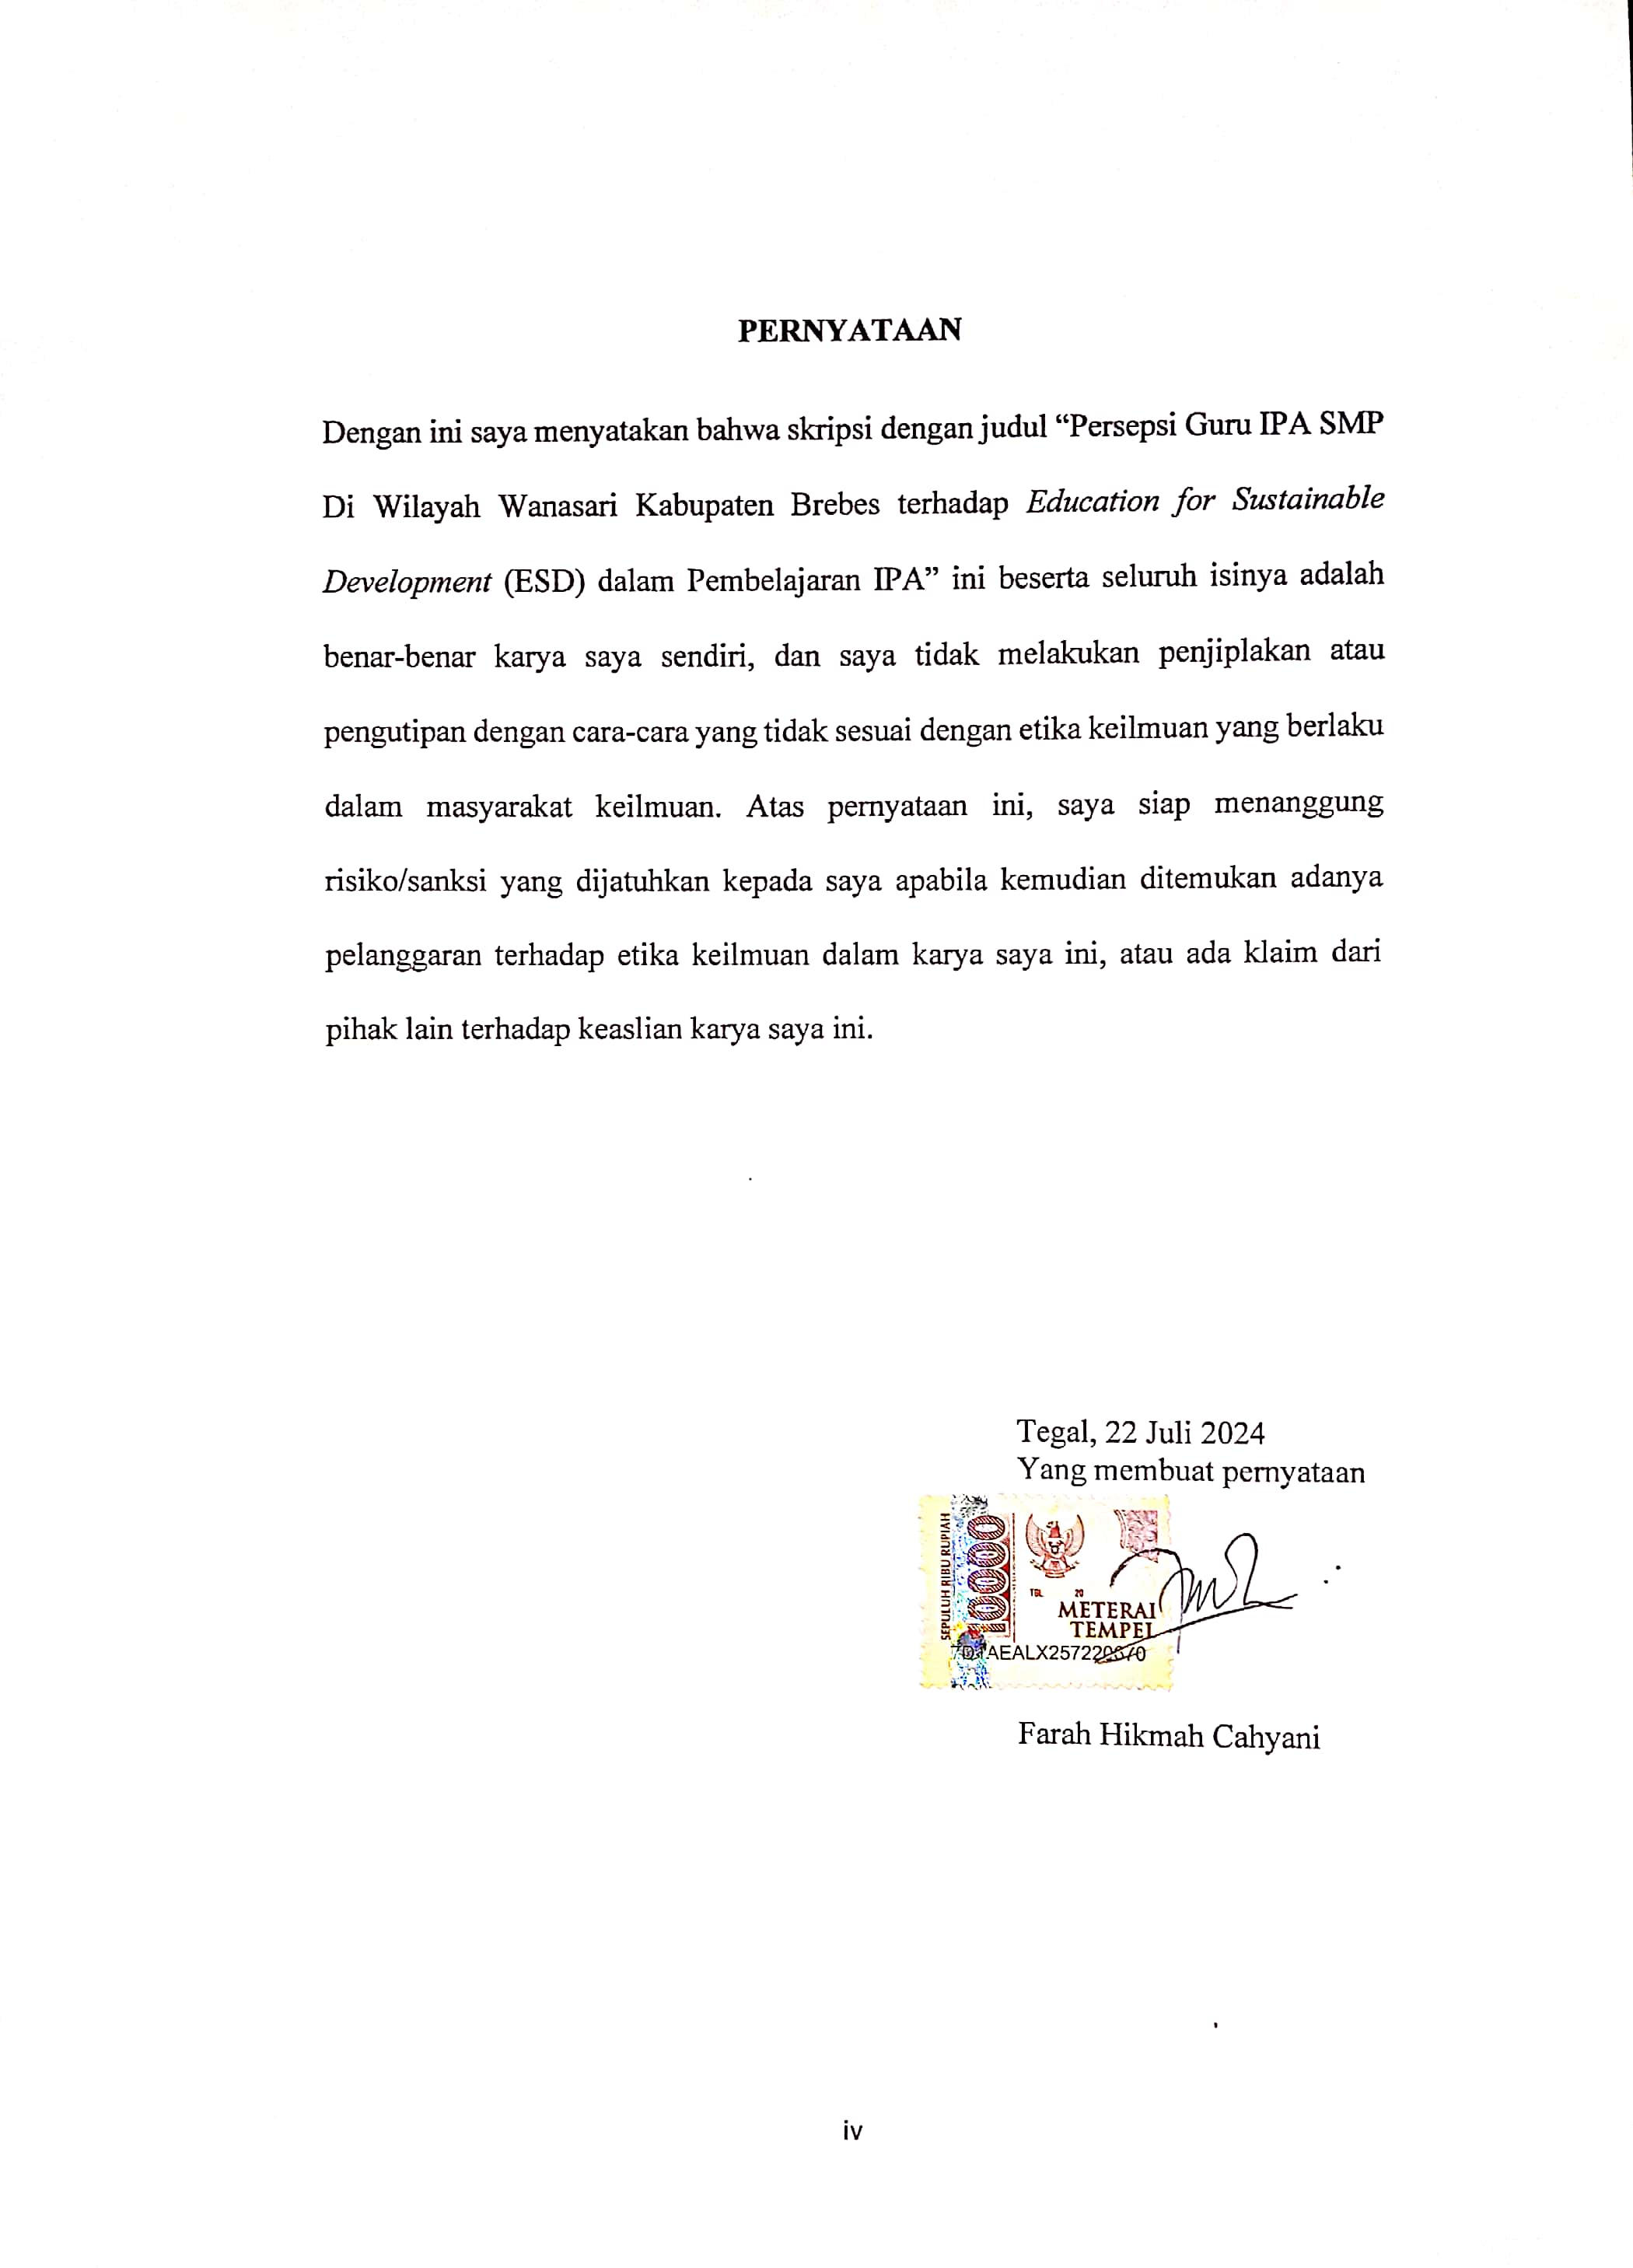 PERNYATAAN
Dengan ini saya menyatakan bahwa skripsi dengan judul “Persepsi Guru IPA SMP
Di Wilayah Wanasari Kabupaten Brebes terhadap Education for Sustainable
Development (ESD) dalam Pembelajaran IPA” ini beserta seluruh isinya adalah
benar-benar karya saya sendiri, dan saya tidak melakukan penjiplakan atau
pengutipan dengan cara-cara yang tidak sesuai dengan etika keilmuan yang berlaku
dalam masyarakat keilmuan. Atas pernyataan ini, saya siap menanggung
risiko/sanksi yang dijatuhkan kepada saya apabila kemudian ditemukan adanya
pelanggaran terhadap etika keilmuan dalam karya saya ini, atau ada klaim dari
pihak lain terhadap keaslian karya saya ini.
Tegal, 22 Juli 2024
Yang membuat pernyataan
SEPULUH RIBU RUPIAH
10000
TGL 20
METERAI
TEMPEL
Farah Hikmah Cahyani
iv